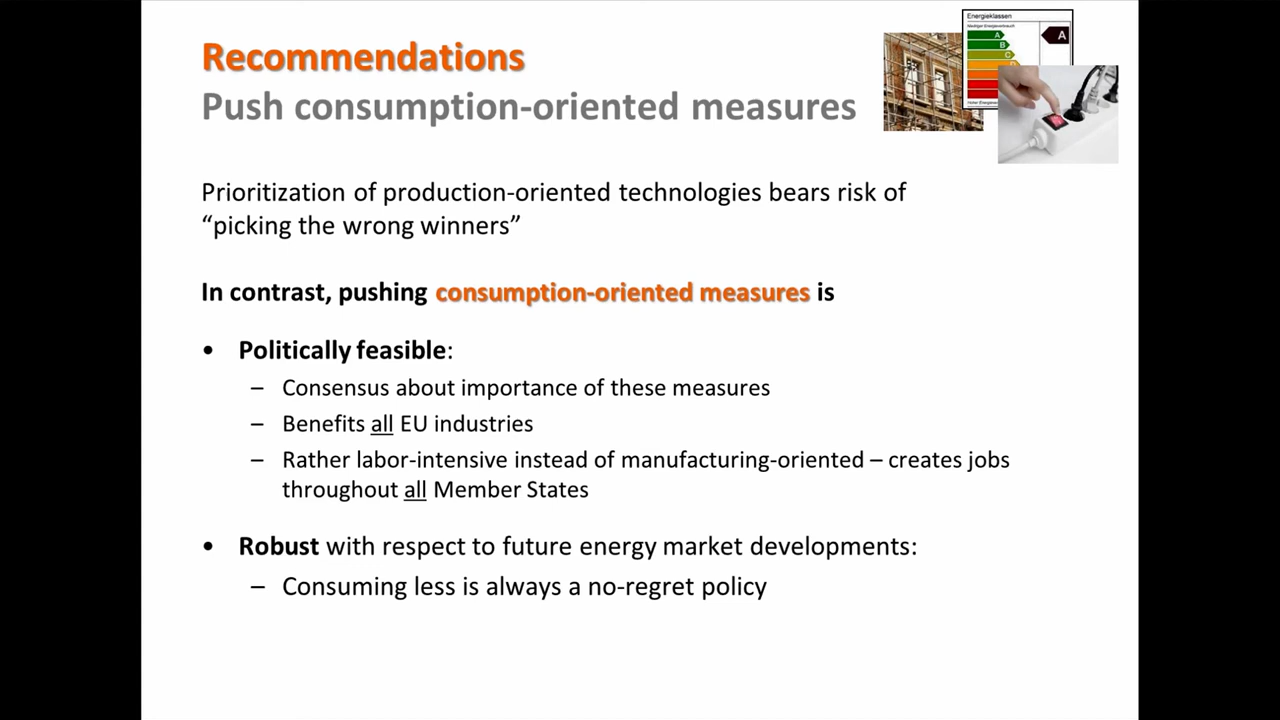 Energieklassen
Niedriger Energieverbrauch
A
A
B
C
D
Recommendations
Push consumption-oriented measures
Prioritization of production-oriented technologies bears risk of
“picking the wrong winners”
In contrast, pushing consumption-oriented measures is
• Politically feasible:
– Consensus about importance of these measures
– Benefits all EU industries
– Rather labor-intensive instead of manufacturing-oriented – creates jobs
throughout all Member States
• Robust with respect to future energy market developments:
– Consuming less is always a no-regret policy